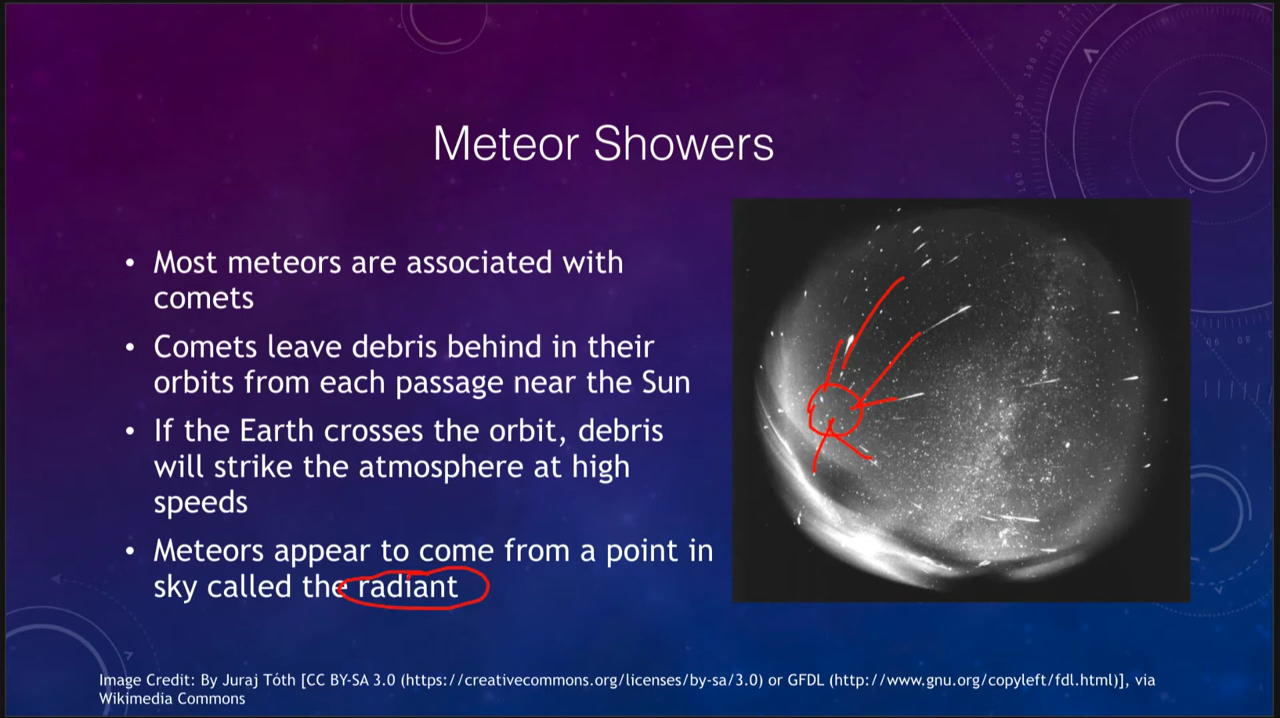 Meteor Showers
• Most meteors are associated with
comets
• Comets leave debris behind in their
orbits from each passage near the Sun
• If the Earth crosses the orbit, debris
will strike the atmosphere at high
speeds
• Meteors appear to come from a point in
sky called the radiant
Image Credit: By Juraj Tóth [CC BY-SA 3.0 (https://creativecommons.org/licenses/by-sa/3.0) or GFDL (http://www.gnu.org/copyleft/fdl.html)], via
Wikimedia Commons